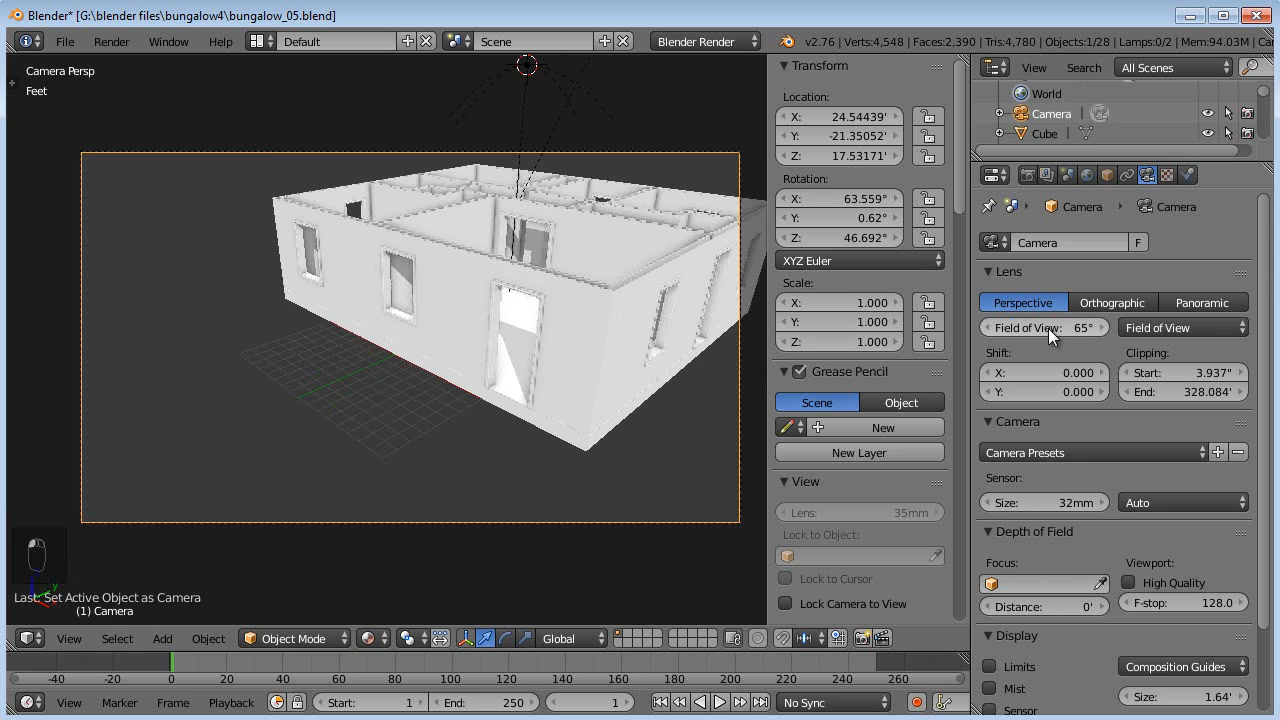 Blender* [G:\blender files\bungalow4\bungalow_05.blend]
File Render Window Help Default Scene Blender Render v2.76 | Verts:4,548 | Faces:2,390 | Tris:4,780 | Objects:1/28 | Lamps:0/2 | Mem:94.03M | Car
Camera Persp
Feet
Last: Set Active Object as Camera
(1) Camera
Transform
Location:
X: 24.54439'
Y: -21.35052'
Z: 17.53171'
Rotation:
X: 63.559°
Y: 0.62°
Z: 46.692°
XYZ Euler
Scale:
X: 1.000
Y: 1.000
Z: 1.000
Grease Pencil
Scene Object
New
New Layer
View
Lens: 35mm
Lock to Object:
Lock to Cursor
Lock Camera to View
View Search All Scenes
World
Camera
Cube
Camera Camera
Camera F
Lens
Perspective Orthographic Panoramic
Field of View: 65° Field of View
Shift: Clipping:
X: 0.000 Start: 3.937"
Y: 0.000 End: 328.084'
Camera
Camera Presets
Sensor:
Size: 32mm Auto
Depth of Field
Focus: Viewport:
High Quality
Distance: 0' F-stop: 128.0
Display
Limits Composition Guides
Mist Size: 1.64'
Sensor
View Select Add Object Object Mode Global
-40 -20 0 20 40 60 80 100 120 140 160 180 200 220 240 260
View Marker Frame Playback Start: 1 End: 250 1 No Sync